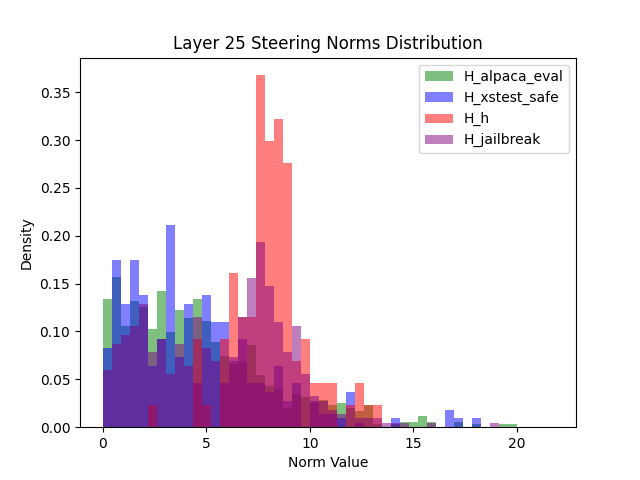 Layer 25 Steering Norms Distribution
H_alpaca_eval
H_xstest_safe
H_h
H_jailbreak
0.35
0.30
0.25
0.20
0.15
0.10
0.05
0.00
Density
0 5 10 15 20
Norm Value